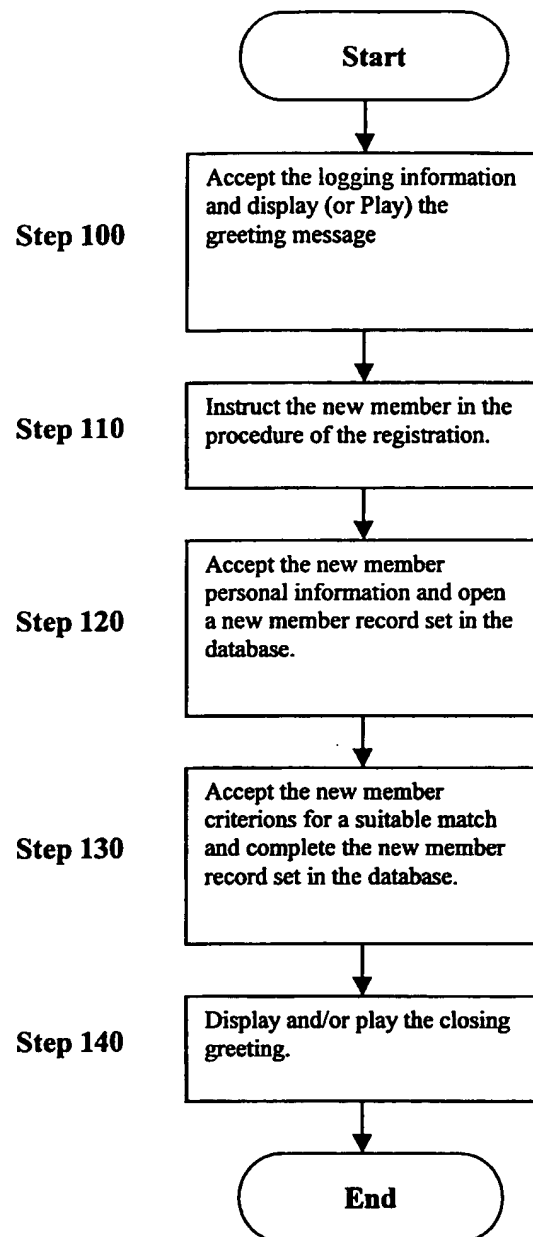 Start
Step 100
Accept the logging information
and display (or Play) the
greeting message
Step 110
Instruct the new member in the
procedure of the registration.
Step 120
Accept the new member
personal information and open
a new member record set in the
database.
Step 130
Accept the new member
criterions for a suitable match
and complete the new member
record set in the database.
Step 140
Display and/or play the closing
greeting.
End